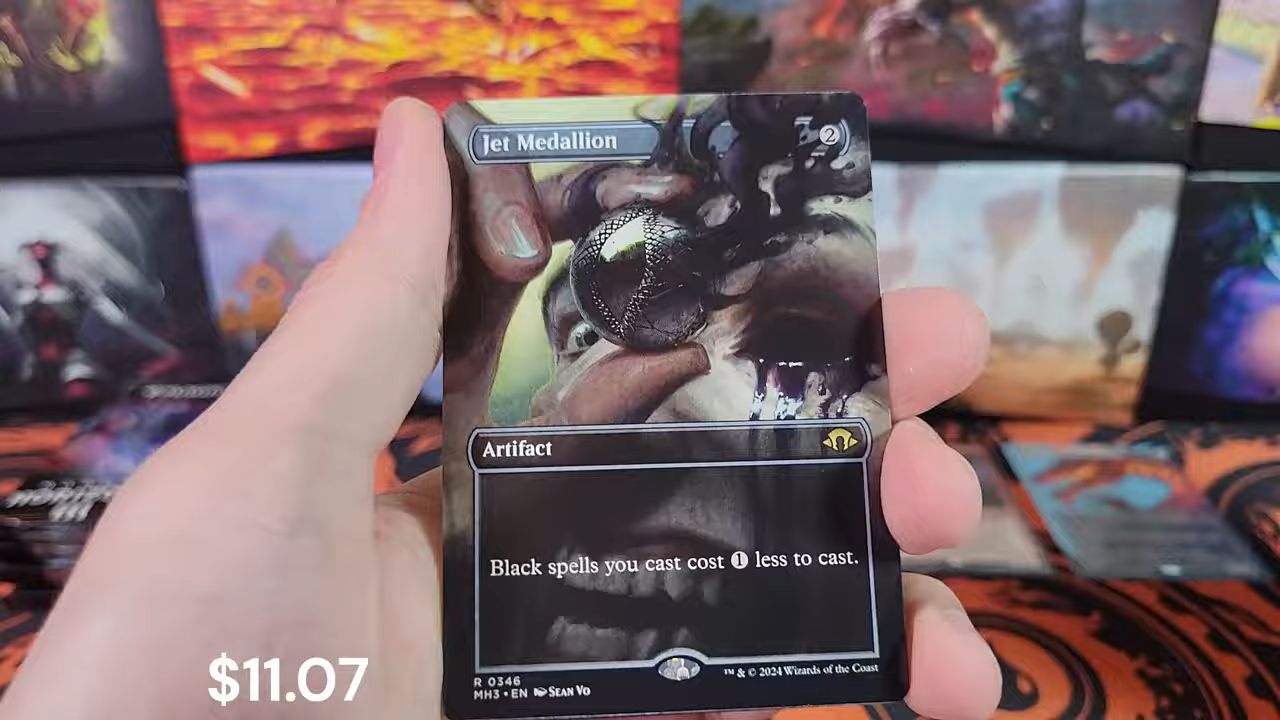 Jet Medallion 2
Artifact
Black spells you cast cost 1 less to cast.
R 0346
MH3 • EN Sean Vo
™ & © 2024 Wizards of the Coast
$11.07